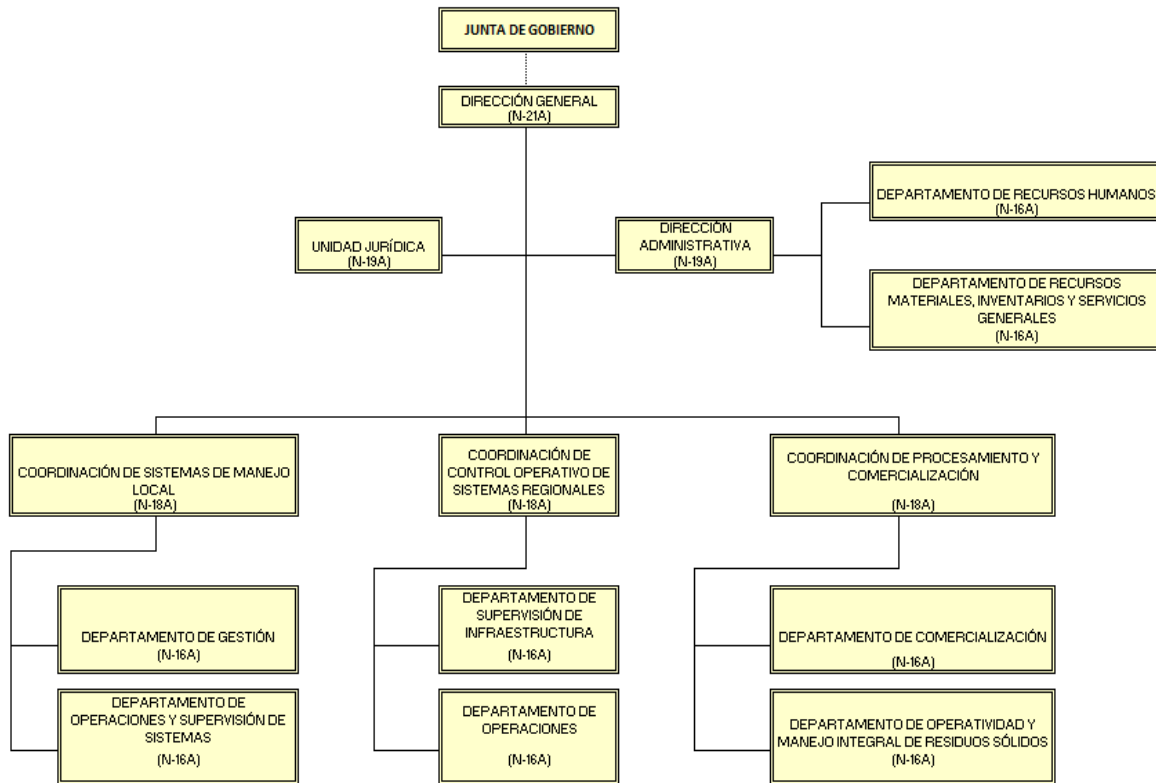 JUNTA DE GOBIERNO
DIRECCIÓN GENERAL
(N-21A)
DEPARTAMENTO DE RECURSOS HUMANOS
(N-16A)
UNIDAD JURÍDICA
(N-19A)
DIRECCIÓN
ADMINISTRATIVA
(N-19A)
DEPARTAMENTO DE RECURSOS
MATERIALES, INVENTARIOS Y SERVICIOS
GENERALES
(N-16A)
COORDINACIÓN DE SISTEMAS DE MANEJO
LOCAL
(N-18A)
COORDINACIÓN DE
CONTROL OPERATIVO DE
SISTEMAS REGIONALES
(N-18A)
COORDINACIÓN DE PROCESAMIENTO Y
COMERCIALIZACIÓN
(N-18A)
DEPARTAMENTO DE GESTIÓN
(N-16A)
DEPARTAMENTO DE
SUPERVISIÓN DE
INFRAESTRUCTURA
(N-16A)
DEPARTAMENTO DE COMERCIALIZACIÓN
(N-16A)
DEPARTAMENTO DE
OPERACIONES Y SUPERVISIÓN DE
SISTEMAS
(N-16A)
DEPARTAMENTO DE
OPERACIONES
(N-16A)
DEPARTAMENTO DE OPERATIVIDAD Y
MANEJO INTEGRAL DE RESIDUOS SÓLIDOS
(N-16A)